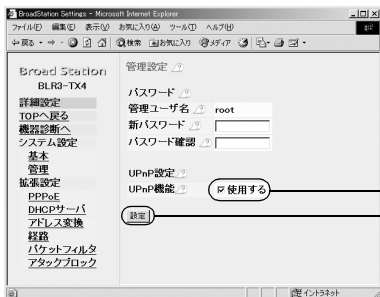 BroadStation Settings - Microsoft Internet Explorer
ファイル(F) 編集(E) 表示(V) お気に入り(A) ツール(T) ヘルプ(H)
戻る 検索 お気に入り メディア
Broad Station
BLR3-TX4
詳細設定
TOPへ戻る
機器診断へ
システム設定
基本
管理
拡張設定
PPPoE
DHCPサーバ
アドレス変換
経路
パケットフィルタ
アタックブロック
管理設定 ?
パスワード ?
管理ユーザ名 ? root
新パスワード ?
パスワード確認 ?
UPnP設定 ?
UPnP機能 ? 使用する
設定
イントラネット